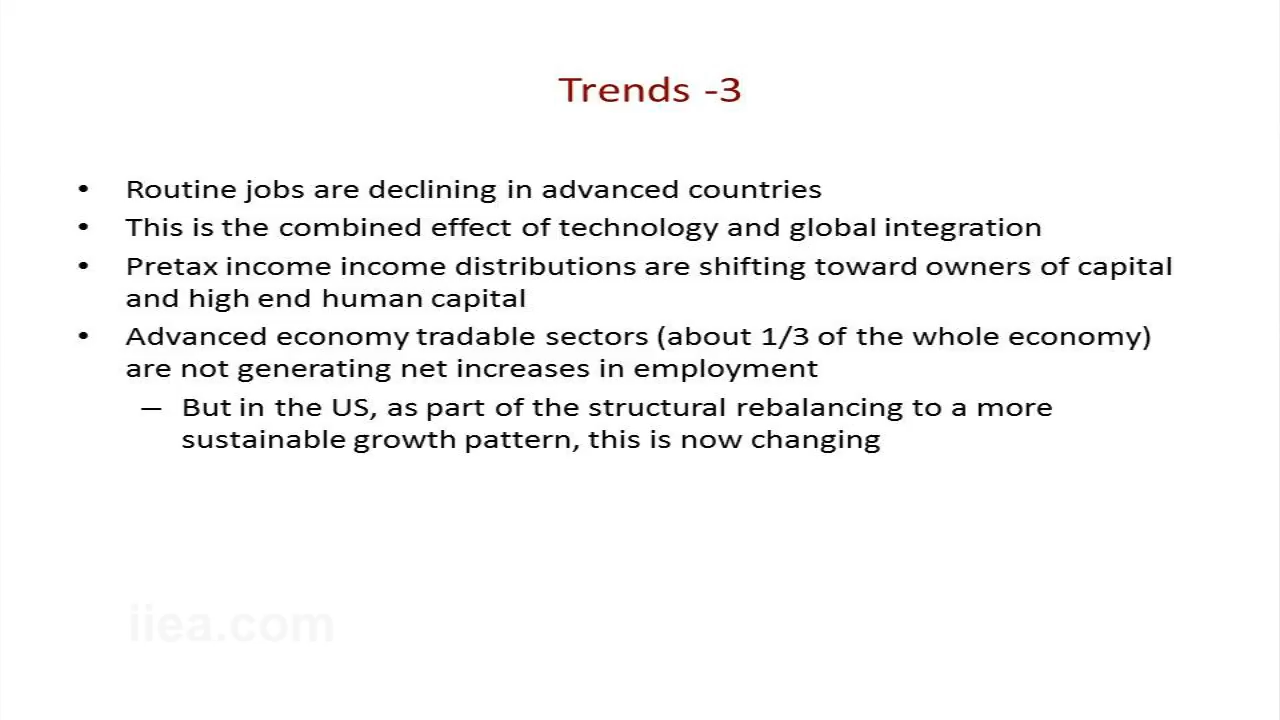 Trends -3
• Routine jobs are declining in advanced countries
• This is the combined effect of technology and global integration
• Pretax income income distributions are shifting toward owners of capital
and high end human capital
• Advanced economy tradable sectors (about 1/3 of the whole economy)
are not generating net increases in employment
– But in the US, as part of the structural rebalancing to a more
sustainable growth pattern, this is now changing
iiea.com